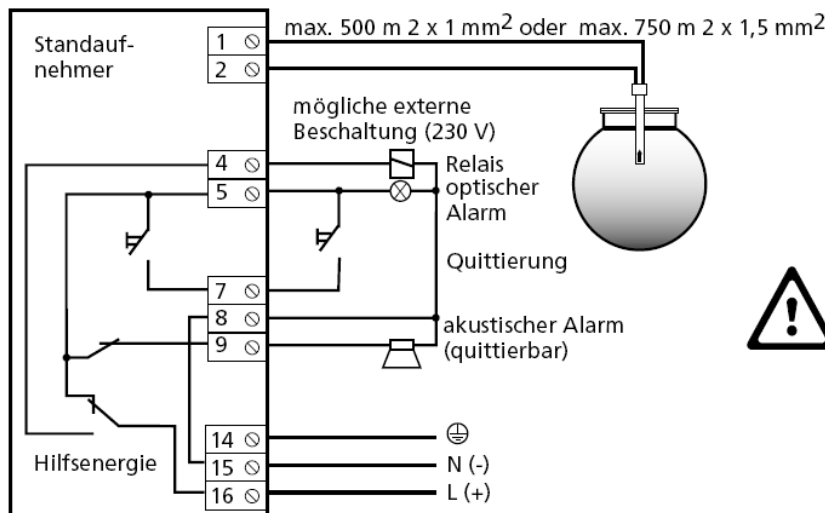 Standauf-
nehmer
1
2
max. 500 m 2 x 1 mm² oder max. 750 m 2 x 1,5 mm²
mögliche externe
Beschaltung (230 V)
4
5
Relais
optischer
Alarm
7
8
9
Quittierung
akustischer Alarm
(quittierbar)
Hilfsenergie
14
15
16
N (-)
L (+)
!